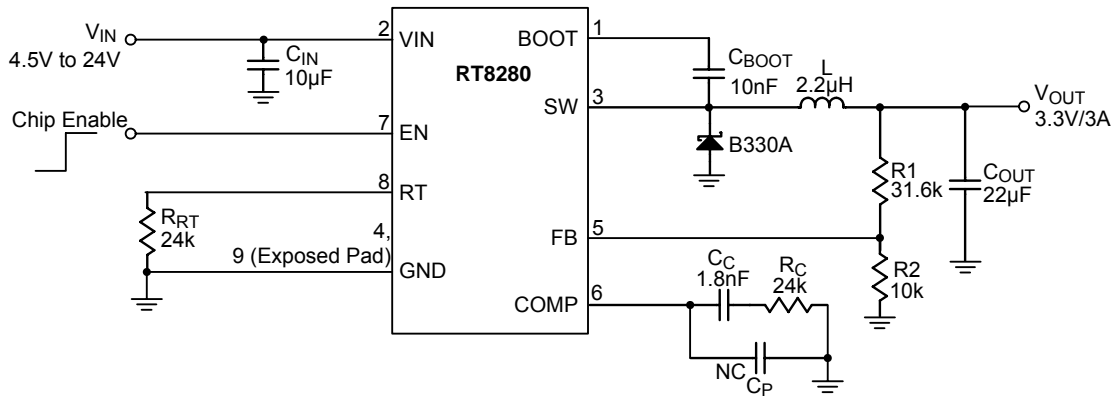 VIN
4.5V to 24V
CIN
10µF
2
VIN
BOOT
1
RT8280
CBOOT
10nF
L
2.2µH
SW
3
VOUT
3.3V/3A
Chip Enable
7
EN
B330A
R1
31.6k
COUT
22µF
8
RT
RRT
24k
4,
9 (Exposed Pad)
GND
FB
5
R2
10k
CC
1.8nF
RC
24k
COMP
6
NC
CP